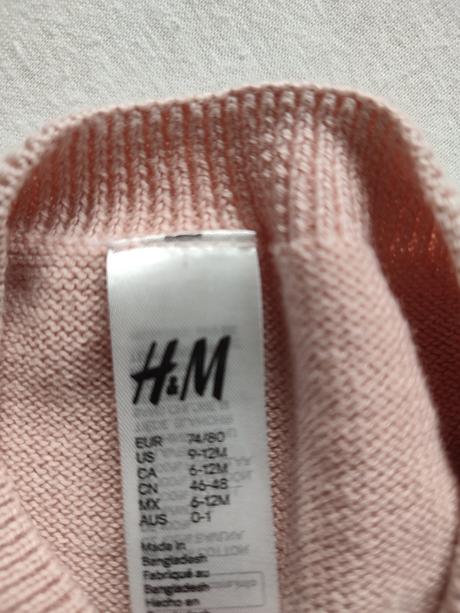 H&M
EUR 74/80
US 9-12M
CA 6-12M
CN 46-48
MX 6-12M
AUS 0-1
Made in
Bangladesh
Fabriqué au
Bangladesh
Hecho en